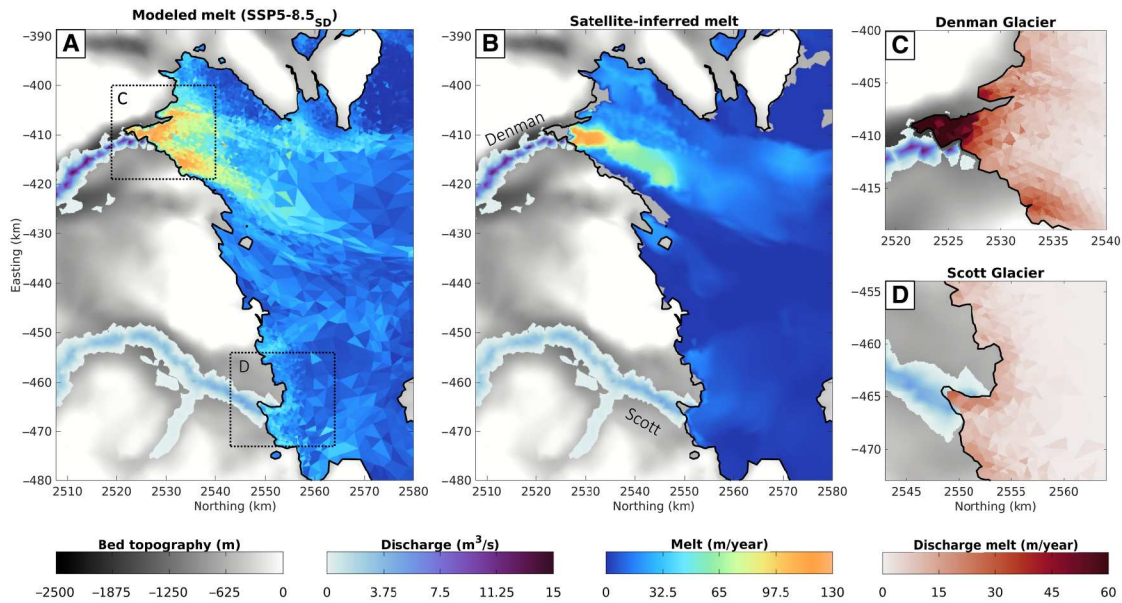 Modeled melt (SSP5-8.5SD)
Satellite-inferred melt
Denman Glacier
A
B
C
D
C
D
Denman
Scott
Scott Glacier
Easting (km)
−390
−400
−410
−420
−430
−440
−450
−460
−470
−480
2510 2520 2530 2540 2550 2560 2570 2580
Northing (km)
−390
−400
−410
−420
−430
−440
−450
−460
−470
−480
2510 2520 2530 2540 2550 2560 2570 2580
Northing (km)
−400
−405
−410
−415
2520 2525 2530 2535 2540
−455
−460
−465
−470
2545 2550 2555 2560
Northing (km)
Bed topography (m)
−2500 −1875 −1250 −625 0
Discharge (m³/s)
0 3.75 7.5 11.25 15
Melt (m/year)
0 32.5 65 97.5 130
Discharge melt (m/year)
0 15 30 45 60